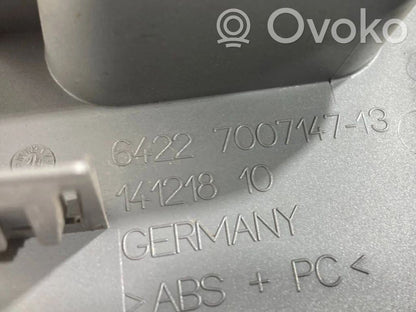 Ovoko
6422 7007147-13
141218 10
GERMANY
>ABS + PC<